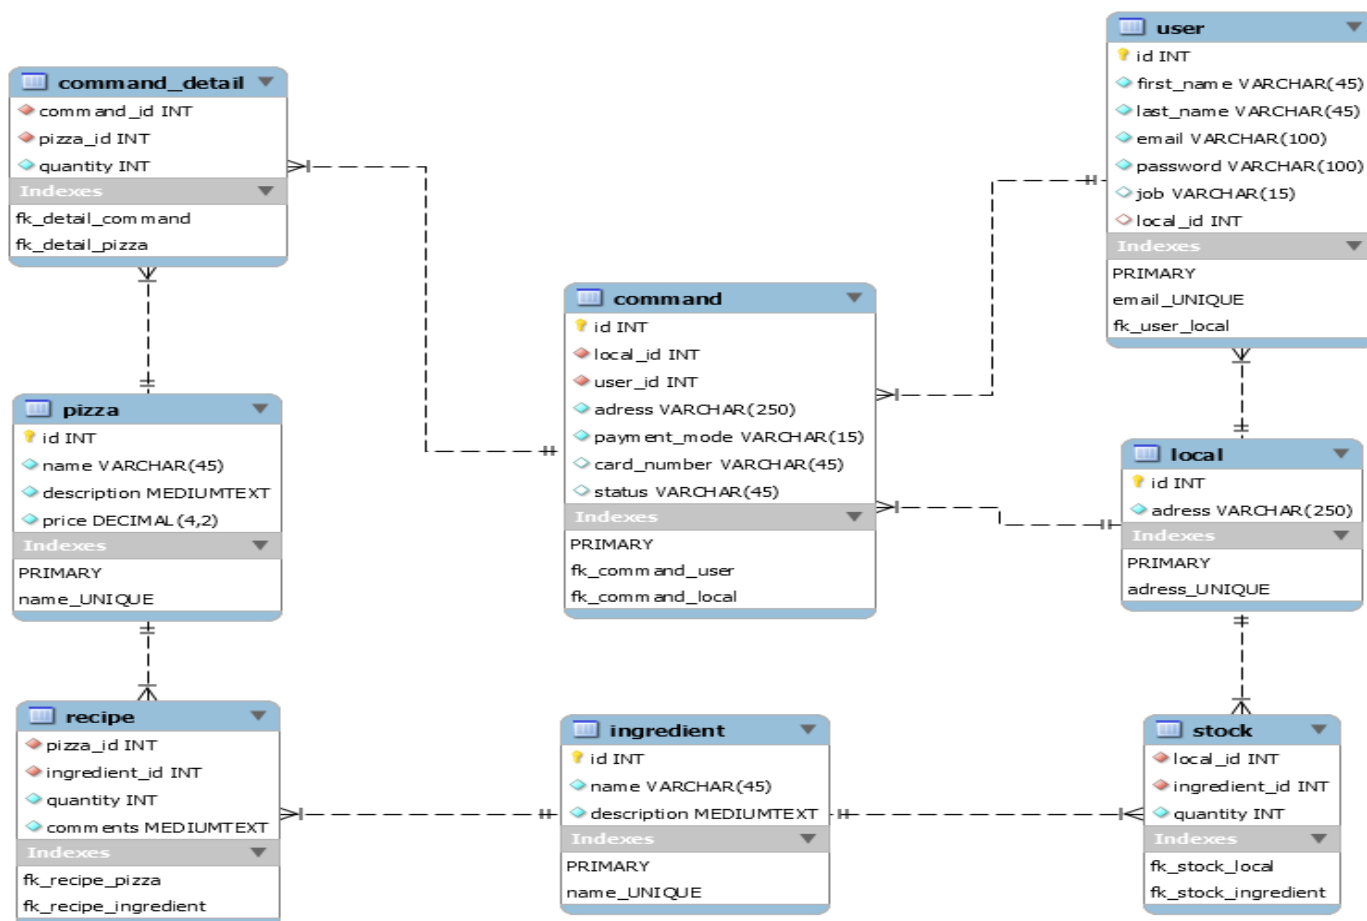 user
id INT
first_name VARCHAR(45)
last_name VARCHAR(45)
email VARCHAR(100)
password VARCHAR(100)
job VARCHAR(15)
local_id INT
Indexes
PRIMARY
email_UNIQUE
fk_user_local
command_detail
command_id INT
pizza_id INT
quantity INT
Indexes
fk_detail_command
fk_detail_pizza
command
id INT
local_id INT
user_id INT
adress VARCHAR(250)
payment_mode VARCHAR(15)
card_number VARCHAR(45)
status VARCHAR(45)
Indexes
PRIMARY
fk_command_user
fk_command_local
pizza
id INT
name VARCHAR(45)
description MEDIUMTEXT
price DECIMAL(4,2)
Indexes
PRIMARY
name_UNIQUE
local
id INT
adress VARCHAR(250)
Indexes
PRIMARY
adress_UNIQUE
recipe
pizza_id INT
ingredient_id INT
quantity INT
comments MEDIUMTEXT
Indexes
fk_recipe_pizza
fk_recipe_ingredient
ingredient
id INT
name VARCHAR(45)
description MEDIUMTEXT
Indexes
PRIMARY
name_UNIQUE
stock
local_id INT
ingredient_id INT
quantity INT
Indexes
fk_stock_local
fk_stock_ingredient